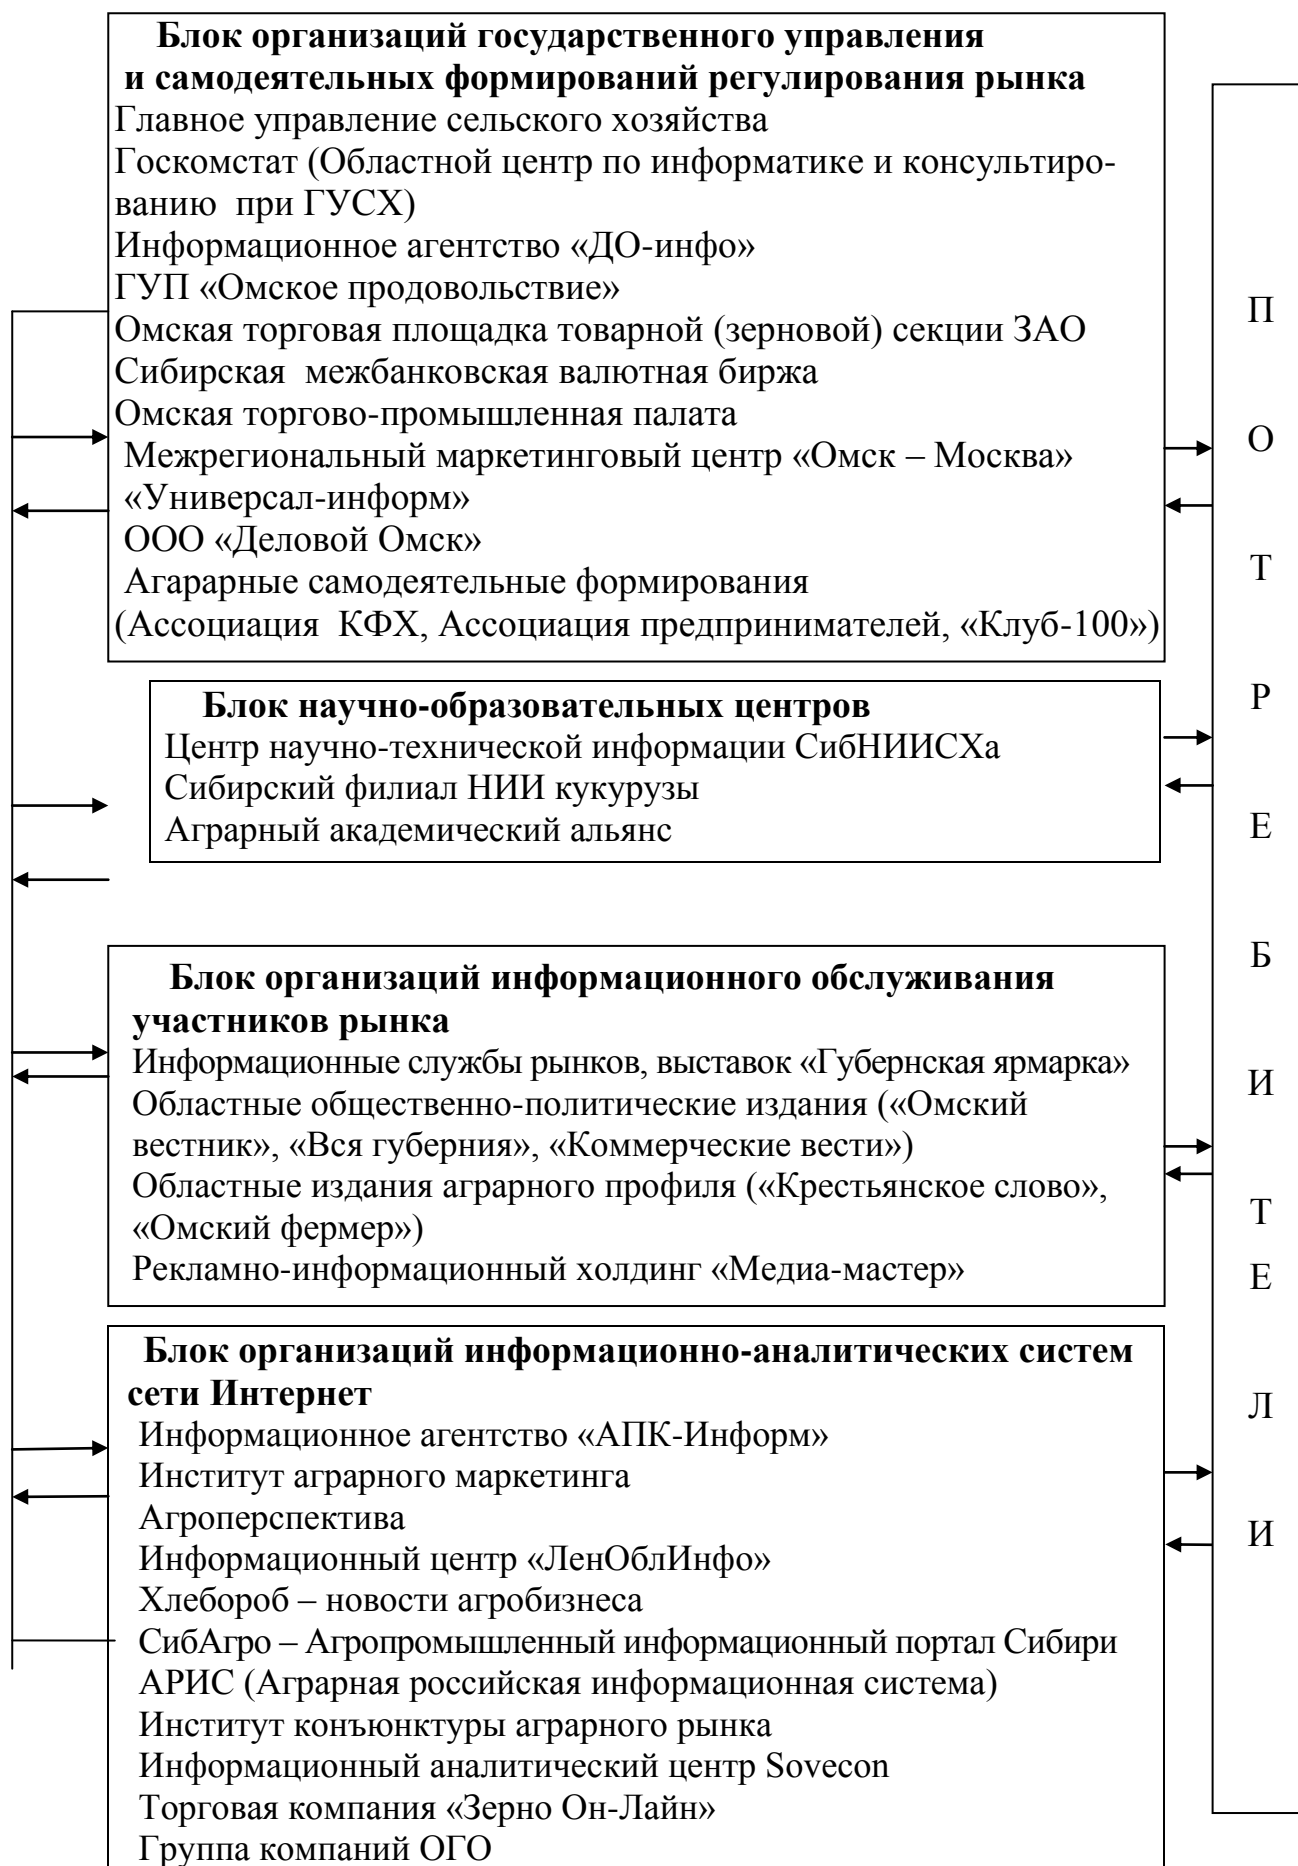 Блок организаций государственного управления
и самодеятельных формирований регулирования рынка
Главное управление сельского хозяйства
Госкомстат (Областной центр по информатике и консультиро-
ванию при ГУСХ)
Информационное агентство «ДО-инфо»
ГУП «Омское продовольствие»
Омская торговая площадка товарной (зерновой) секции ЗАО
Сибирская межбанковская валютная биржа
Омская торгово-промышленная палата
Межрегиональный маркетинговый центр «Омск – Москва»
«Универсал-информ»
ООО «Деловой Омск»
Агарарные самодеятельные формирования
(Ассоциация КФХ, Ассоциация предпринимателей, «Клуб-100»)
Блок научно-образовательных центров
Центр научно-технической информации СибНИИСХа
Сибирский филиал НИИ кукурузы
Аграрный академический альянс
Блок организаций информационного обслуживания
участников рынка
Информационные службы рынков, выставок «Губернская ярмарка»
Областные общественно-политические издания («Омский
вестник», «Вся губерния», «Коммерческие вести»)
Областные издания аграрного профиля («Крестьянское слово»,
«Омский фермер»)
Рекламно-информационный холдинг «Медиа-мастер»
Блок организаций информационно-аналитических систем
сети Интернет
Информационное агентство «АПК-Информ»
Институт аграрного маркетинга
Агроперспектива
Информационный центр «ЛенОблИнфо»
Хлебороб – новости агробизнеса
СибАгро – Агропромышленный информационный портал Сибири
АРИС (Аграрная российская информационная система)
Институт конъюнктуры аграрного рынка
Информационный аналитический центр Sovecon
Торговая компания «Зерно Он-Лайн»
Группа компаний ОГО
П
О
Т
Р
Е
Б
И
Т
Е
Л
И